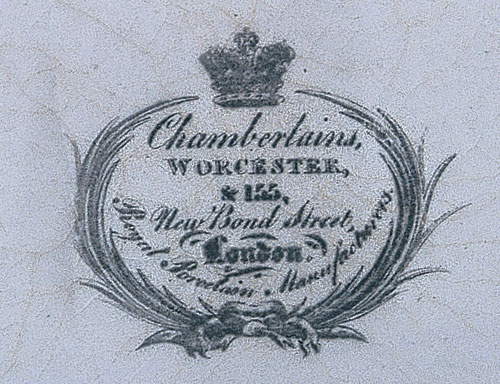 Chamberlains,
WORCESTER,
& 155,
New Bond Street,
London.
Royal Porcelain Manufacturers.